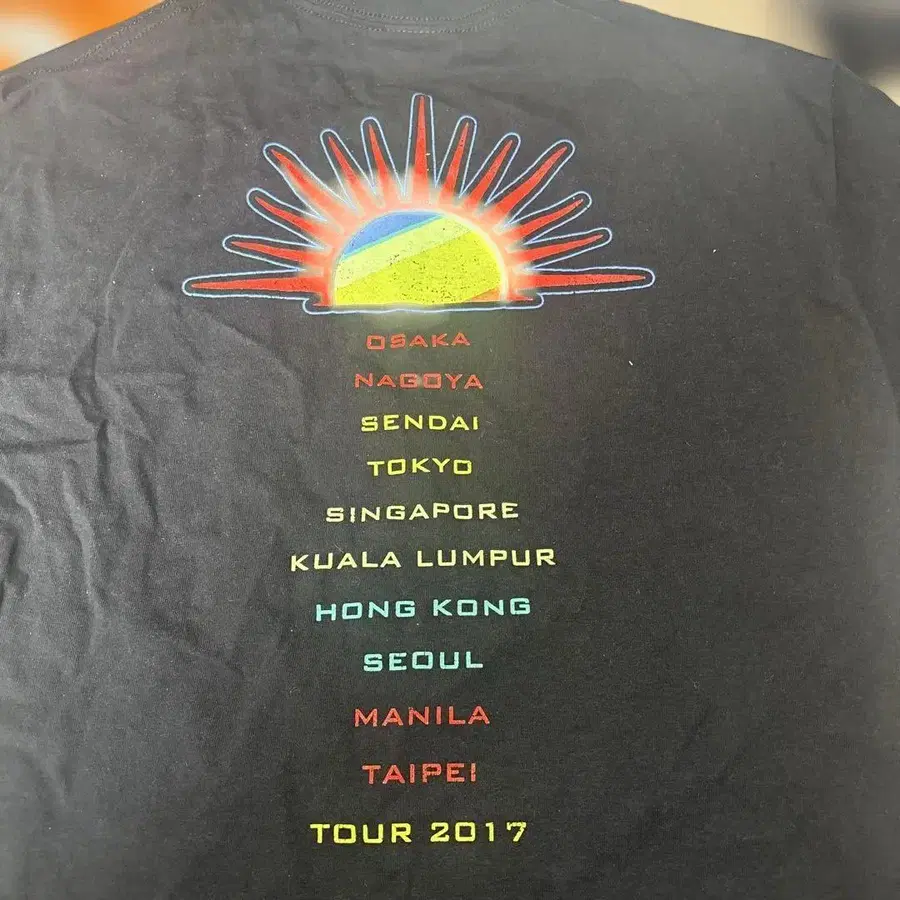 OSAKA
NAGOYA
SENDAI
TOKYO
SINGAPORE
KUALA LUMPUR
HONG KONG
SEOUL
MANILA
TAIPEI
TOUR 2017